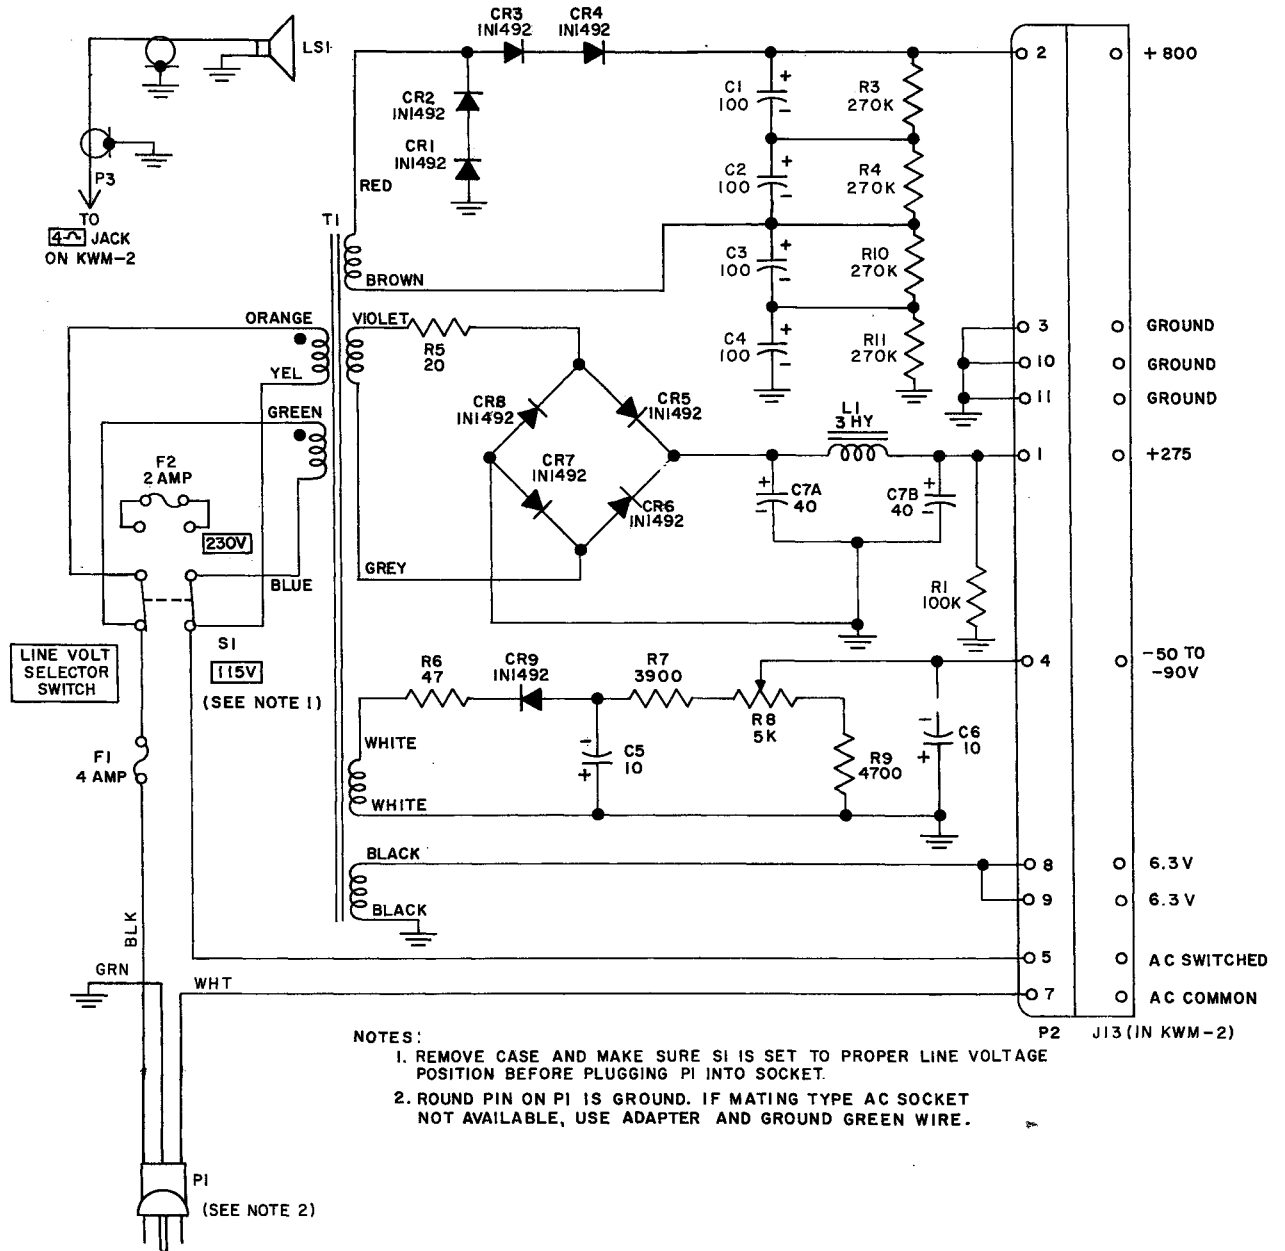 CR3
IN1492
CR4
IN1492
LS1
2
+ 800
CR2
IN1492
CR1
IN1492
C1
100
+
-
R3
270K
P3
TO
4 JACK
ON KWM-2
RED
T1
C2
100
+
-
R4
270K
BROWN
C3
100
+
-
R10
270K
ORANGE
VIOLET
R5
20
C4
100
+
-
R11
270K
3
GROUND
10
GROUND
11
GROUND
YEL
GREEN
CR8
IN1492
CR5
IN1492
L1
3 HY
1
+275
F2
2 AMP
230V
CR7
IN1492
CR6
IN1492
+
-
C7A
40
C7B
40
+
-
BLUE
GREY
R1
100K
LINE VOLT
SELECTOR
SWITCH
S1
115V
(SEE NOTE 1)
R6
47
CR9
IN1492
R7
3900
4
-50 TO
-90V
R8
5K
F1
4 AMP
WHITE
WHITE
-
+
C5
10
R9
4700
-
+
C6
10
BLACK
BLACK
8
6.3 V
9
6.3 V
BLK
5
AC SWITCHED
GRN
WHT
7
AC COMMON
P2
J13 (IN KWM-2)
NOTES:
1. REMOVE CASE AND MAKE SURE S1 IS SET TO PROPER LINE VOLTAGE
POSITION BEFORE PLUGGING P1 INTO SOCKET.
2. ROUND PIN ON P1 IS GROUND. IF MATING TYPE AC SOCKET
NOT AVAILABLE, USE ADAPTER AND GROUND GREEN WIRE.
P1
(SEE NOTE 2)